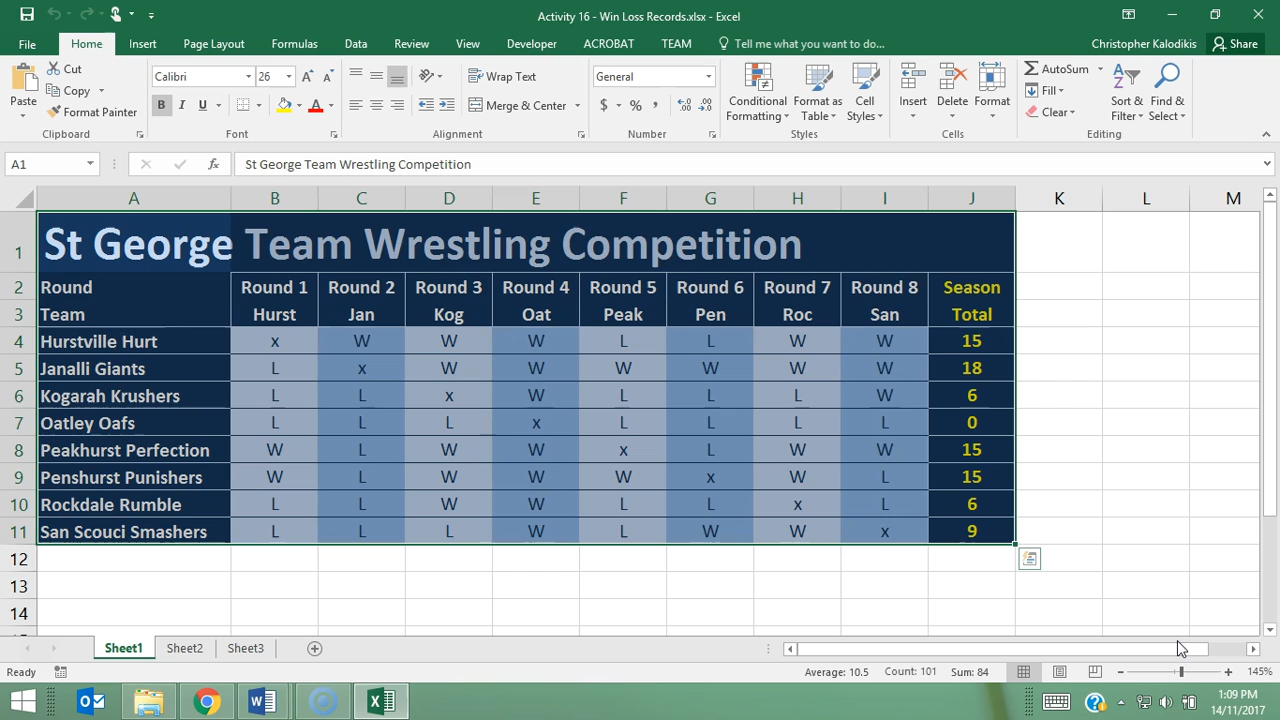 Activity 16 - Win Loss Records.xlsx - Excel
File Home Insert Page Layout Formulas Data Review View Developer ACROBAT TEAM Tell me what you want to do... Christopher Kalodikis Share
Paste Cut Copy Format Painter Clipboard
Calibri 26 A A B I U A Font
Wrap Text Merge & Center Alignment
General $ % , Number
Conditional Formatting Format as Table Cell Styles Styles
Insert Delete Format Cells
AutoSum Fill Clear Sort & Filter Find & Select Editing
A1 fx St George Team Wrestling Competition
A B C D E F G H I J K L M
1 St George Team Wrestling Competition
2 Round Round 1 Round 2 Round 3 Round 4 Round 5 Round 6 Round 7 Round 8 Season
3 Team Hurst Jan Kog Oat Peak Pen Roc San Total
4 Hurstville Hurt x W W W L L W W 15
5 Janalli Giants L x W W W W W W 18
6 Kogarah Krushers L L x W L L L W 6
7 Oatley Oafs L L L x L L L L 0
8 Peakhurst Perfection W L W W x L W W 15
9 Penshurst Punishers W L W W W x W L 15
10 Rockdale Rumble L L W W L L x L 6
11 San Scouci Smashers L L L W L W W x 9
12
13
14
Sheet1 Sheet2 Sheet3
Ready Average: 10.5 Count: 101 Sum: 84 145%
1:09 PM
14/11/2017